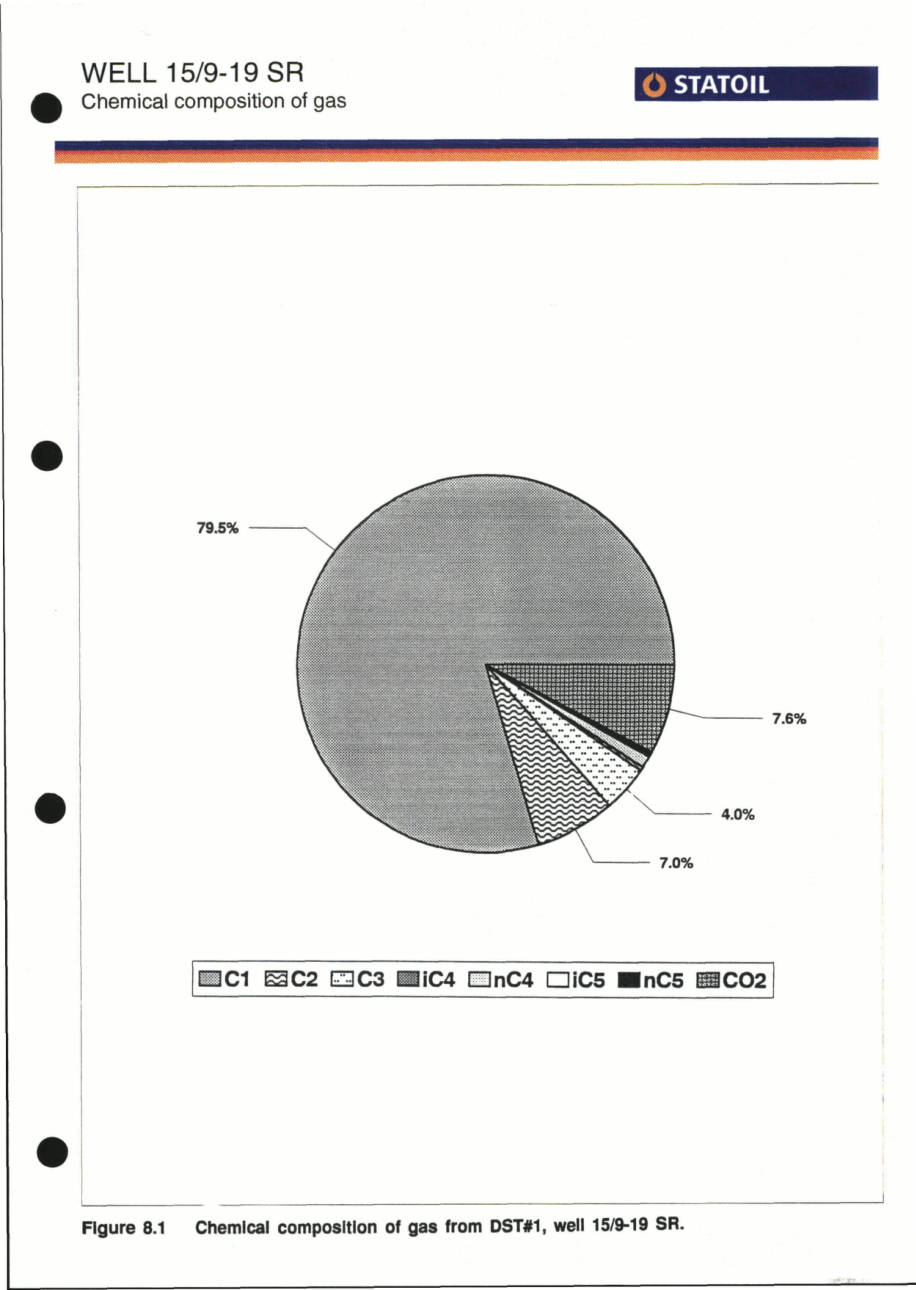 WELL 15/9-19 SR
Chemical composition of gas
STATOIL
79.5%
7.6%
4.0%
7.0%
C1 C2 C3 iC4 nC4 iC5 nC5 CO2
Figure 8.1 Chemical composition of gas from DST#1, well 15/9-19 SR.